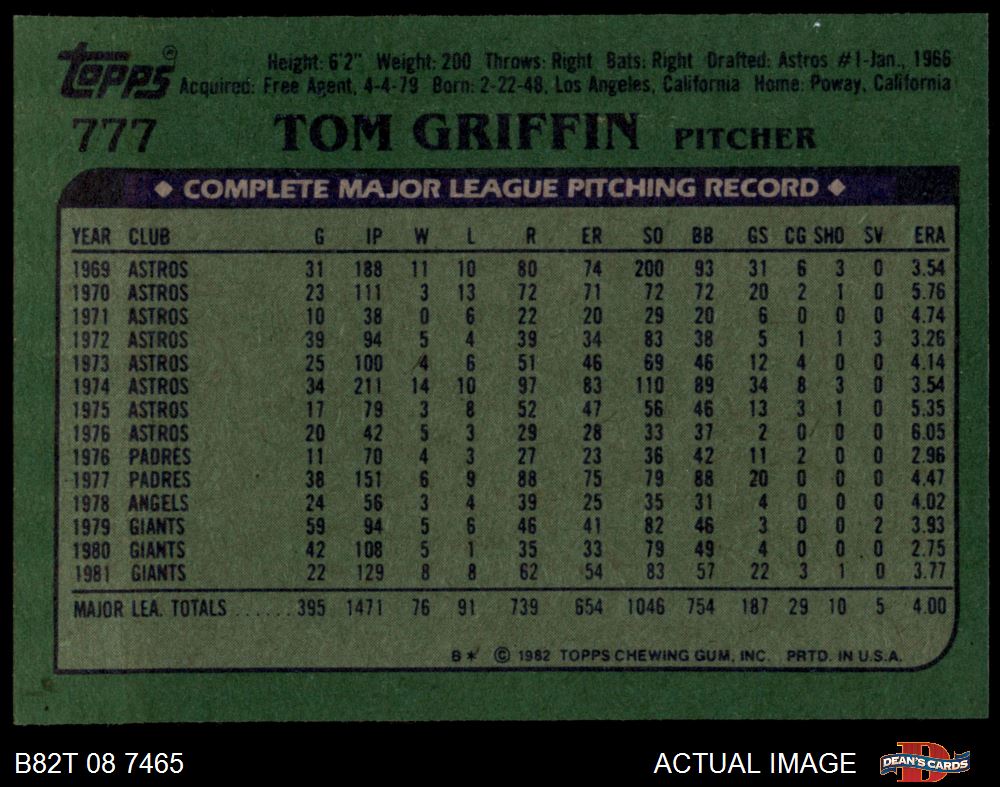 Topps®
Height: 6'2" Weight: 200 Throws: Right Bats: Right Drafted: Astros #1-Jan., 1966
Acquired: Free Agent, 4-4-79 Born: 2-22-48, Los Angeles, California Home: Poway, California
777 TOM GRIFFIN PITCHER
◆ COMPLETE MAJOR LEAGUE PITCHING RECORD ◆
YEAR CLUB G IP W L R ER SO BB GS CG SHO SV ERA
1969 ASTROS 31 188 11 10 80 74 200 93 31 6 3 0 3.54
1970 ASTROS 23 111 3 13 72 71 72 72 20 2 1 0 5.76
1971 ASTROS 10 38 0 6 22 20 29 20 6 0 0 0 4.74
1972 ASTROS 39 94 5 4 39 34 83 38 5 1 1 3 3.26
1973 ASTROS 25 100 4 6 51 46 69 46 12 4 0 0 4.14
1974 ASTROS 34 211 14 10 97 83 110 89 34 8 3 0 3.54
1975 ASTROS 17 79 3 8 52 47 56 46 13 3 1 0 5.35
1976 ASTROS 20 42 5 3 29 28 33 37 2 0 0 0 6.05
1976 PADRES 11 70 4 3 27 23 36 42 11 2 0 0 2.96
1977 PADRES 38 151 6 9 88 75 79 88 20 0 0 0 4.47
1978 ANGELS 24 56 3 4 39 25 35 31 4 0 0 0 4.02
1979 GIANTS 59 94 5 6 46 41 82 46 3 0 0 2 3.93
1980 GIANTS 42 108 5 1 35 33 79 49 4 0 0 0 2.75
1981 GIANTS 22 129 8 8 62 54 83 57 22 3 1 0 3.77
MAJOR LEA. TOTALS ...... 395 1471 76 91 739 654 1046 754 187 29 10 5 4.00
B* © 1982 TOPPS CHEWING GUM, INC. PRTD. IN U.S.A.
B82T 08 7465 ACTUAL IMAGE DEAN'S CARDS